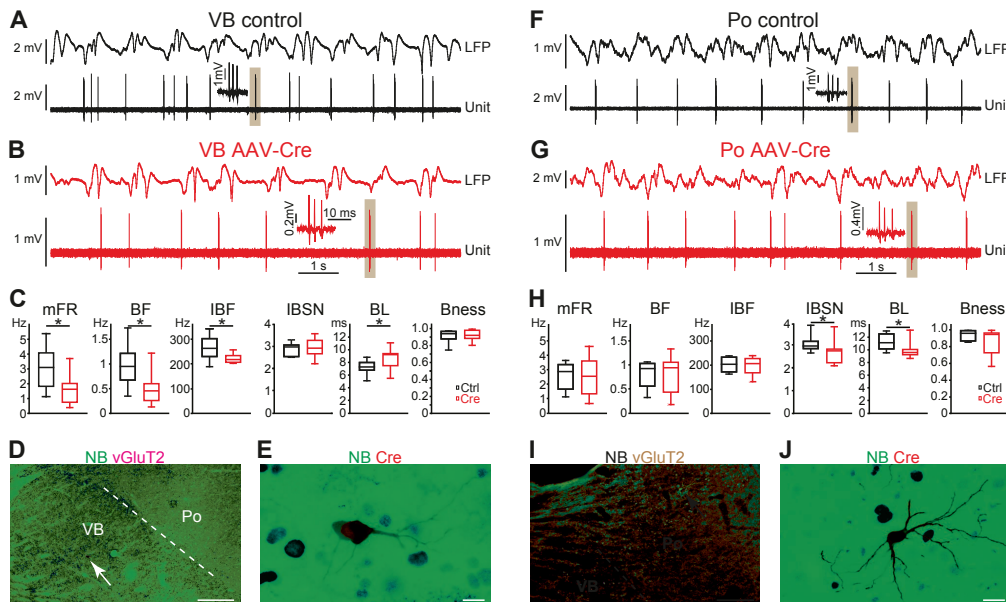 A VB control
2 mV LFP
1mV
2 mV Unit
B VB AAV-Cre
1 mV LFP
0.2mV 10 ms
1 mV Unit
1 s
C mFR BF IBF IBSN BL Bness
Hz Hz Hz ms
5 4 3 2 1 0
1.5 1 0.5 0
300 200 100 0
4 3 2 1 0
12 10 8 6 4 2 0
1.0 0.8 0.6 0.4 0.2 0
* * * *
Ctrl
Cre
D NB vGluT2
VB Po
E NB Cre
F Po control
1 mV LFP
1mV
2 mV Unit
G Po AAV-Cre
2 mV LFP
0.4mV
1 mV Unit
1 s
H mFR BF IBF IBSN BL Bness
Hz Hz Hz ms
5 4 3 2 1 0
1.5 1 0.5 0
300 200 100 0
4 3 2 1 0
12 10 8 6 4 2 0
1.0 0.8 0.6 0.4 0.2 0
* *
Ctrl
Cre
I NB vGluT2
Po
VB
J NB Cre